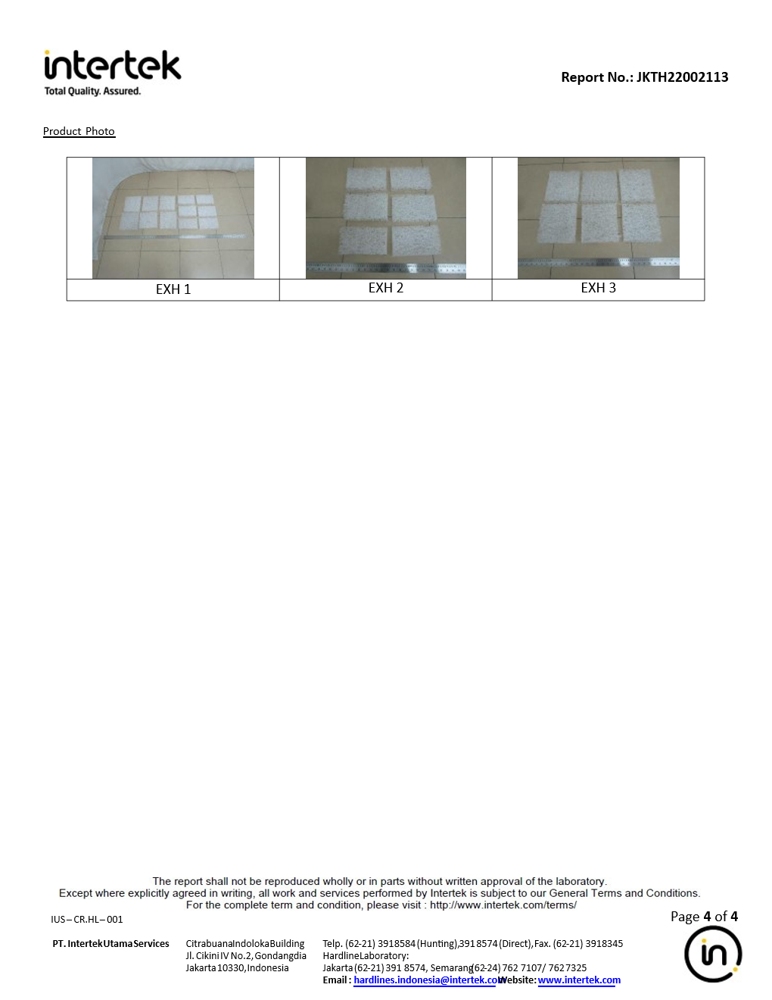 intertek
Total Quality. Assured.
Report No.: JKTH22002113
Product Photo
EXH 1
EXH 2
EXH 3
The report shall not be reproduced wholly or in parts without written approval of the laboratory.
Except where explicitly agreed in writing, all work and services performed by Intertek is subject to our General Terms and Conditions.
For the complete term and condition, please visit : http://www.intertek.com/terms/
IUS – CR.HL – 001
Page 4 of 4
PT. Intertek Utama Services
Citrabuana Indoloka Building
Jl. Cikini IV No.2, Gondangdia
Jakarta 10330, Indonesia
Telp. (62-21) 3918584 (Hunting),391 8574 (Direct), Fax. (62-21) 3918345
Hardline Laboratory:
Jakarta (62-21) 391 8574, Semarang(62-24) 762 7107/ 762 7325
Email : hardlines.indonesia@intertek.com Website: www.intertek.com
in